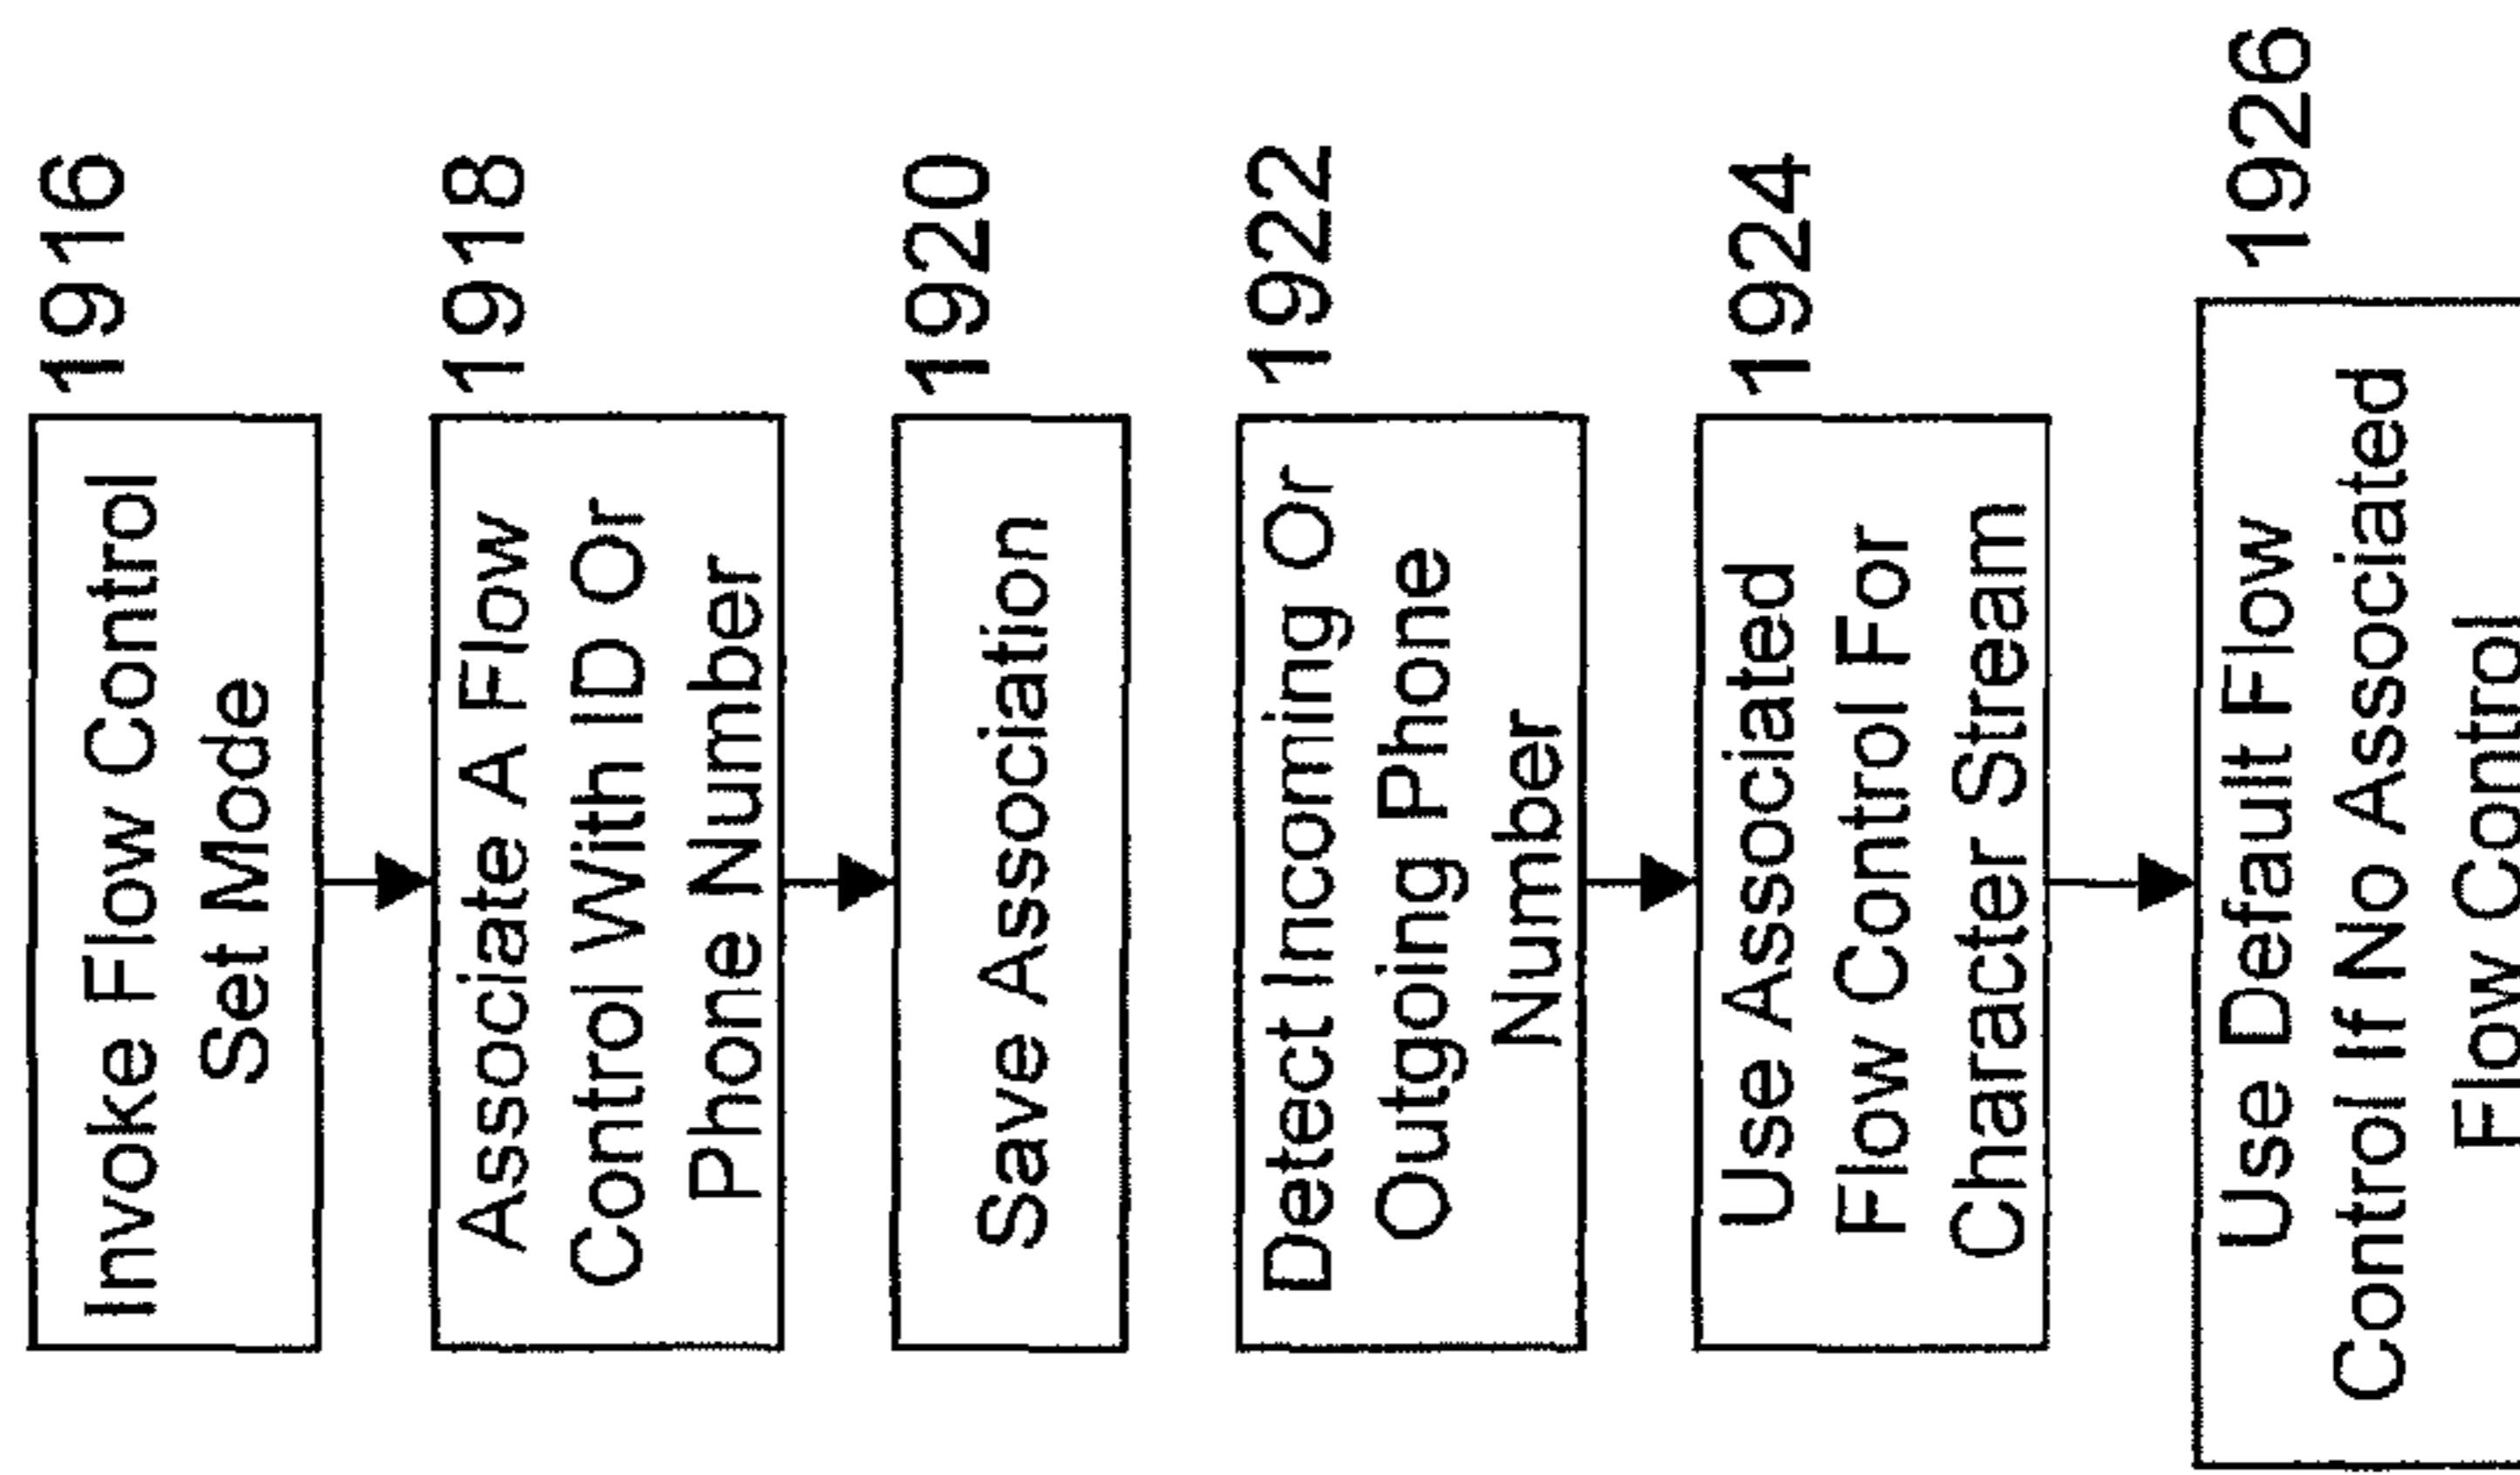 1916
Invoke Flow Control
Set Mode
1918
Associate A Flow
Control With ID Or
Phone Number
1920
Save Association
1922
Detect Incoming Or
Outgoing Phone
Number
1924
Use Associated
Flow Control For
Character Stream
1926
Use Default Flow
Control If No Associated
Flow Control